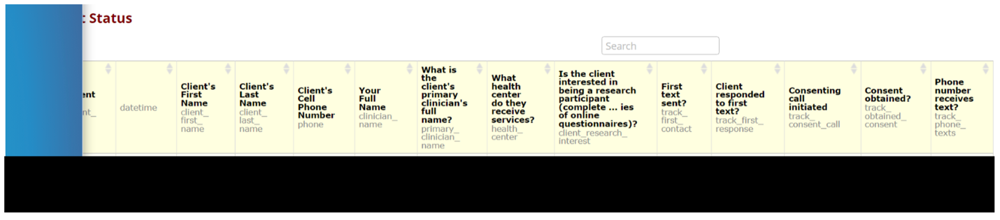 t Status
Search
ent
nt_
datetime
Client's
First
Name
client_
first_
name
Client's
Last
Name
client_
last_
name
Client's
Cell
Phone
Number
phone
Your
Full
Name
clinician_
name
What is
the
client's
primary
clinician's
full
name?
primary_
clinician_
name
What
health
center
do they
receive
services?
health_
center
Is the client
interested in
being a research
participant
(complete ... ies
of online
questionnaires)?
client_research_
interest
First
text
sent?
track_
first_
contact
Client
responded
to first
text?
track_first_
response
Consenting
call
initiated
track_
consent_call
Consent
obtained?
track_
obtained_
consent
Phone
number
receives
text?
track_
phone_
texts